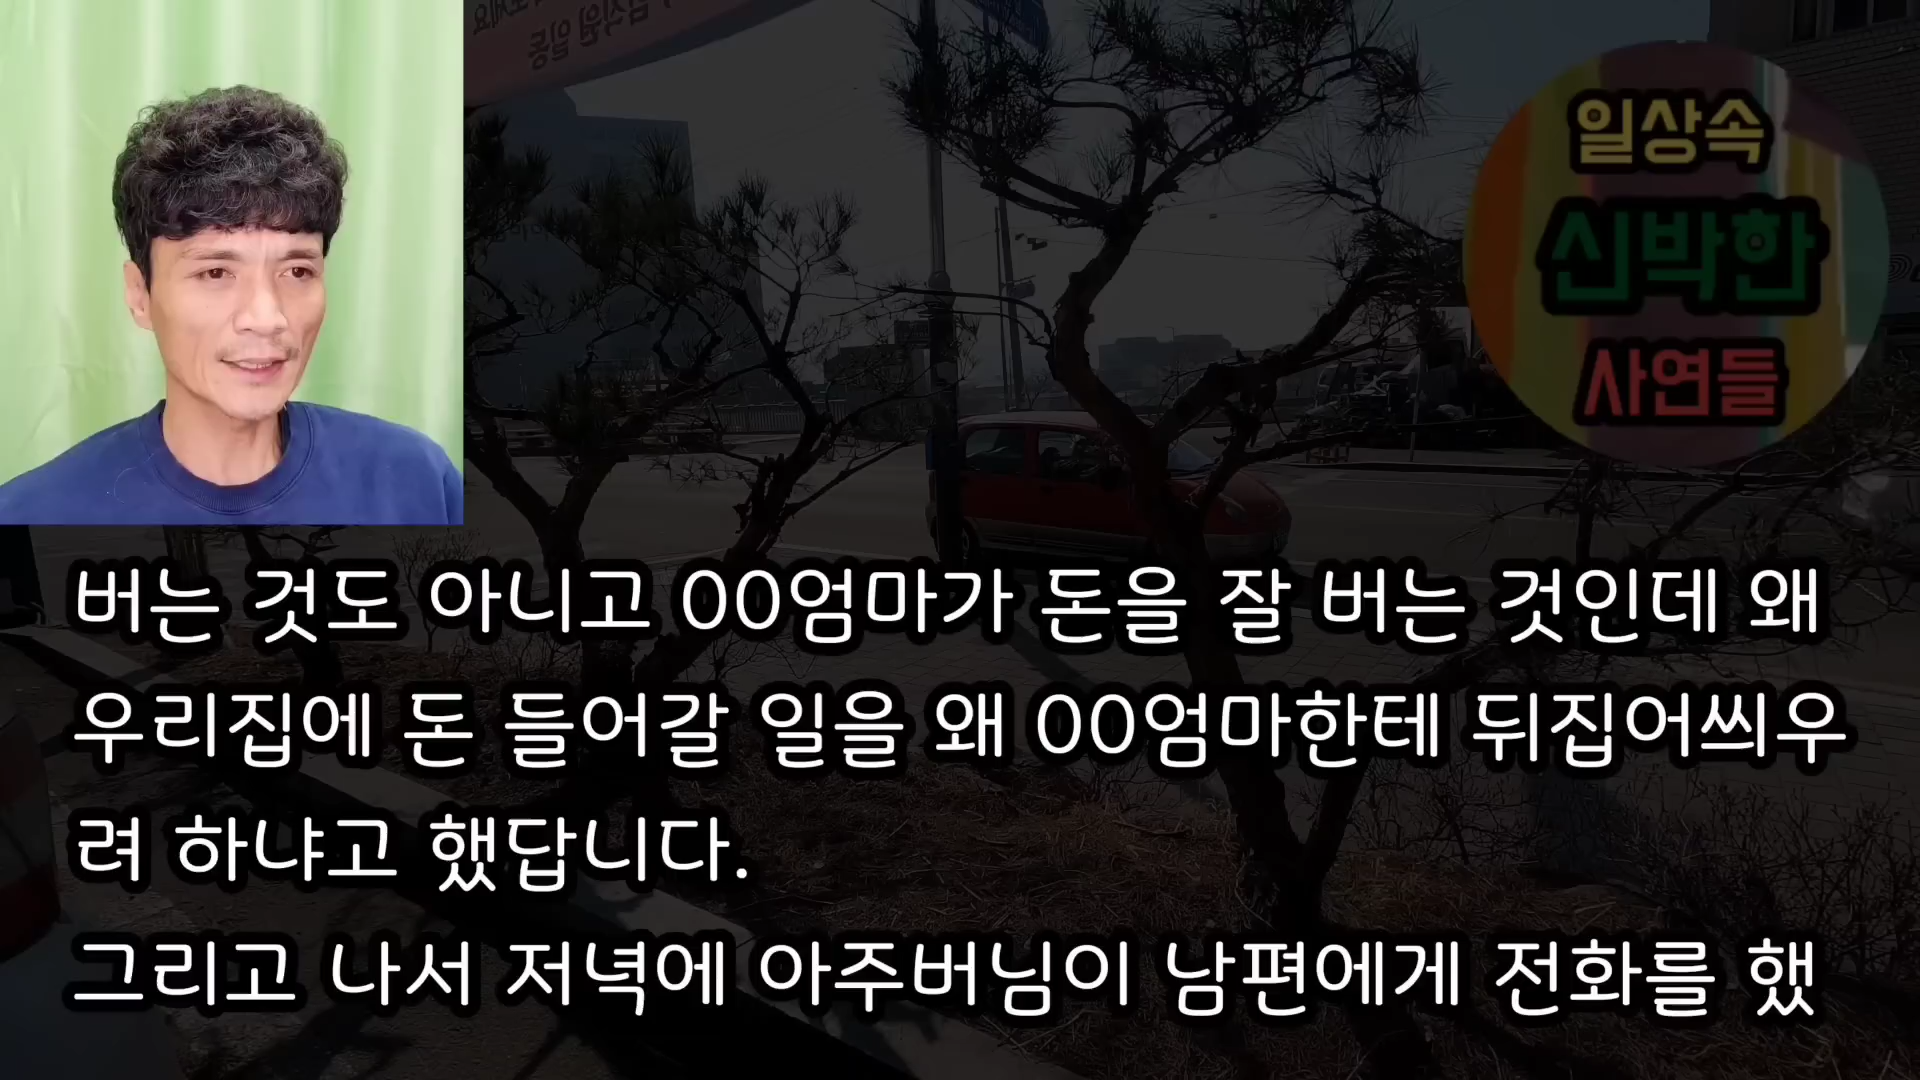 일상속
신박한
사연들
버는 것도 아니고 OO엄마가 돈을 잘 버는 것인데 왜
우리집에 돈 들어갈 일을 왜 OO엄마한테 뒤집어씌우
려 하냐고 했답니다.
그리고 나서 저녁에 아주버님이 남편에게 전화를 했